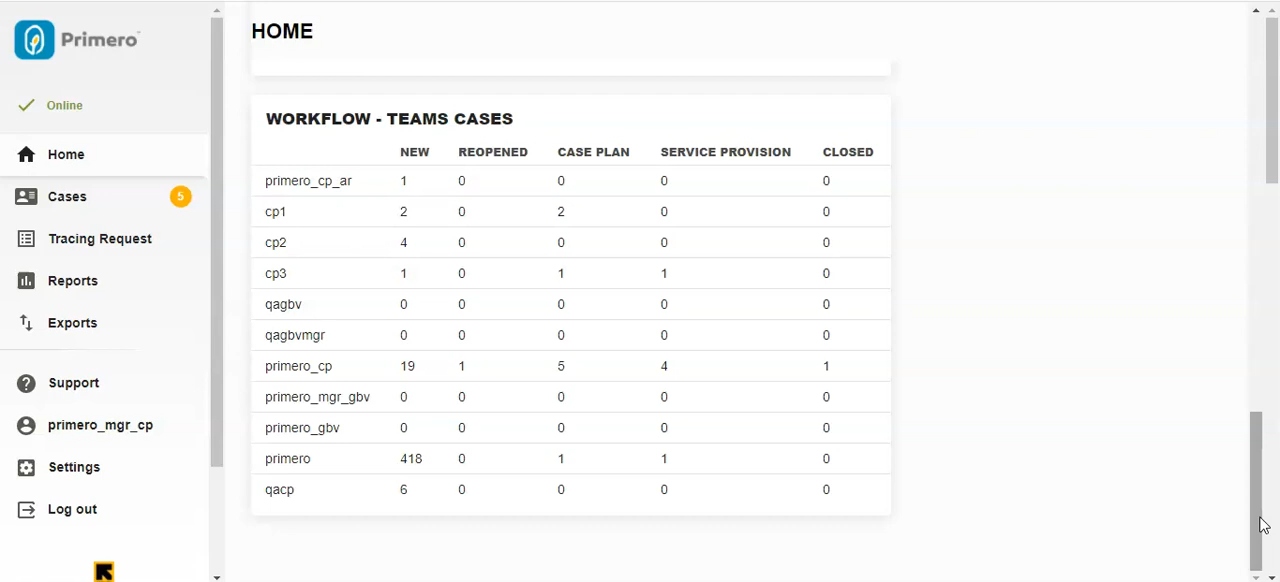 Primero
Online
Home
Cases 5
Tracing Request
Reports
Exports
Support
primero_mgr_cp
Settings
Log out
HOME
WORKFLOW - TEAMS CASES
NEW REOPENED CASE PLAN SERVICE PROVISION CLOSED
primero_cp_ar 1 0 0 0 0
cp1 2 0 2 0 0
cp2 4 0 0 0 0
cp3 1 0 1 1 0
qagbv 0 0 0 0 0
qagbvmgr 0 0 0 0 0
primero_cp 19 1 5 4 1
primero_mgr_gbv 0 0 0 0 0
primero_gbv 0 0 0 0 0
primero 418 0 1 1 0
qacp 6 0 0 0 0